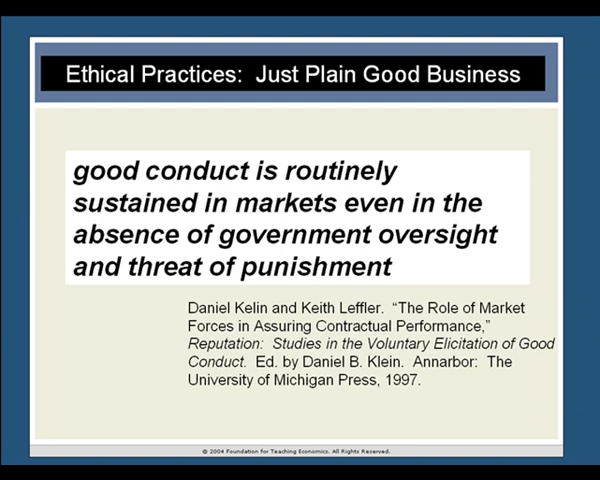 Ethical Practices: Just Plain Good Business
good conduct is routinely
sustained in markets even in the
absence of government oversight
and threat of punishment
Daniel Kelin and Keith Leffler. “The Role of Market
Forces in Assuring Contractual Performance,”
Reputation: Studies in the Voluntary Elicitation of Good
Conduct. Ed. by Daniel B. Klein. Annarbor: The
University of Michigan Press, 1997.
© 2004 Foundation for Teaching Economics. All Rights Reserved.